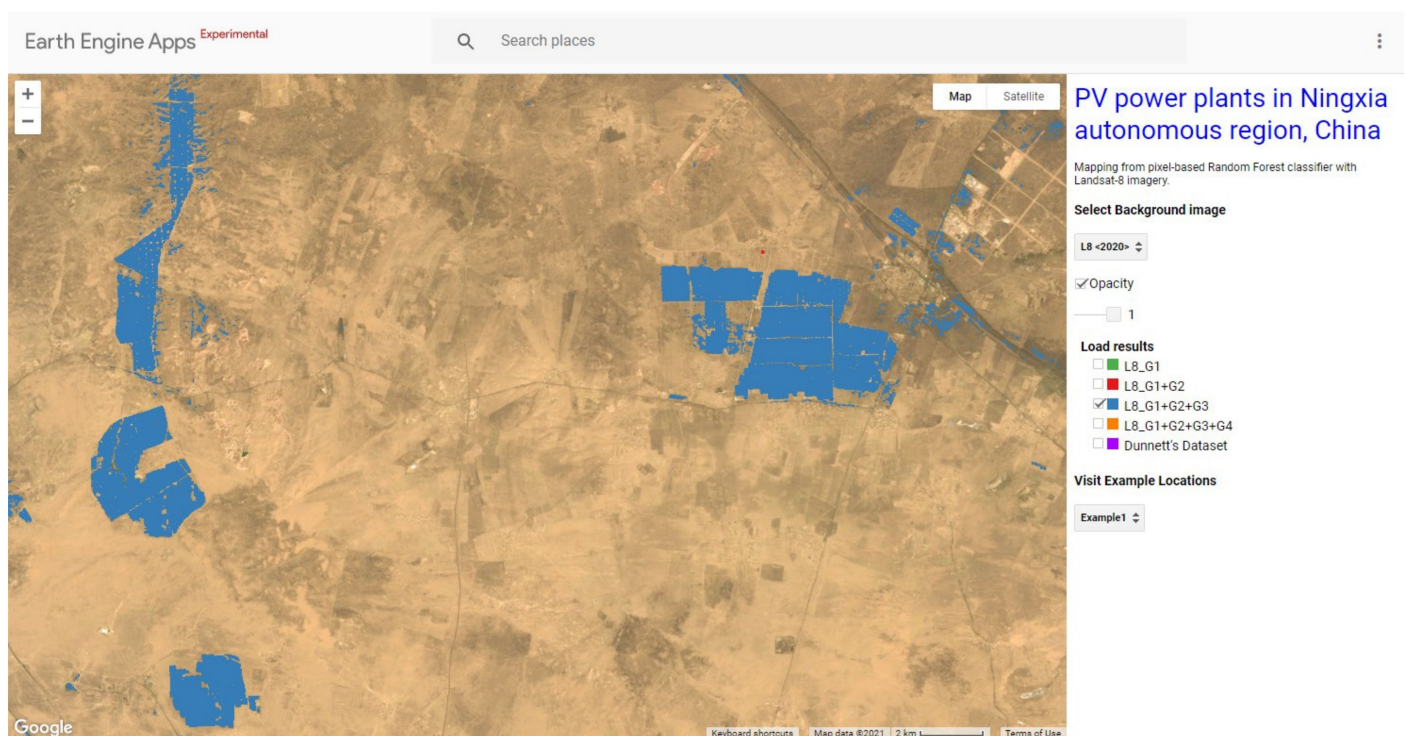 Earth Engine Apps Experimental
Search places
+
−
Map Satellite
PV power plants in Ningxia
autonomous region, China
Mapping from pixel-based Random Forest classifier with
Landsat-8 imagery.
Select Background image
L8 <2020>
Opacity
1
Load results
L8_G1
L8_G1+G2
L8_G1+G2+G3
L8_G1+G2+G3+G4
Dunnett's Dataset
Visit Example Locations
Example1
Google
Keyboard shortcuts Map data ©2021 2 km Terms of Use